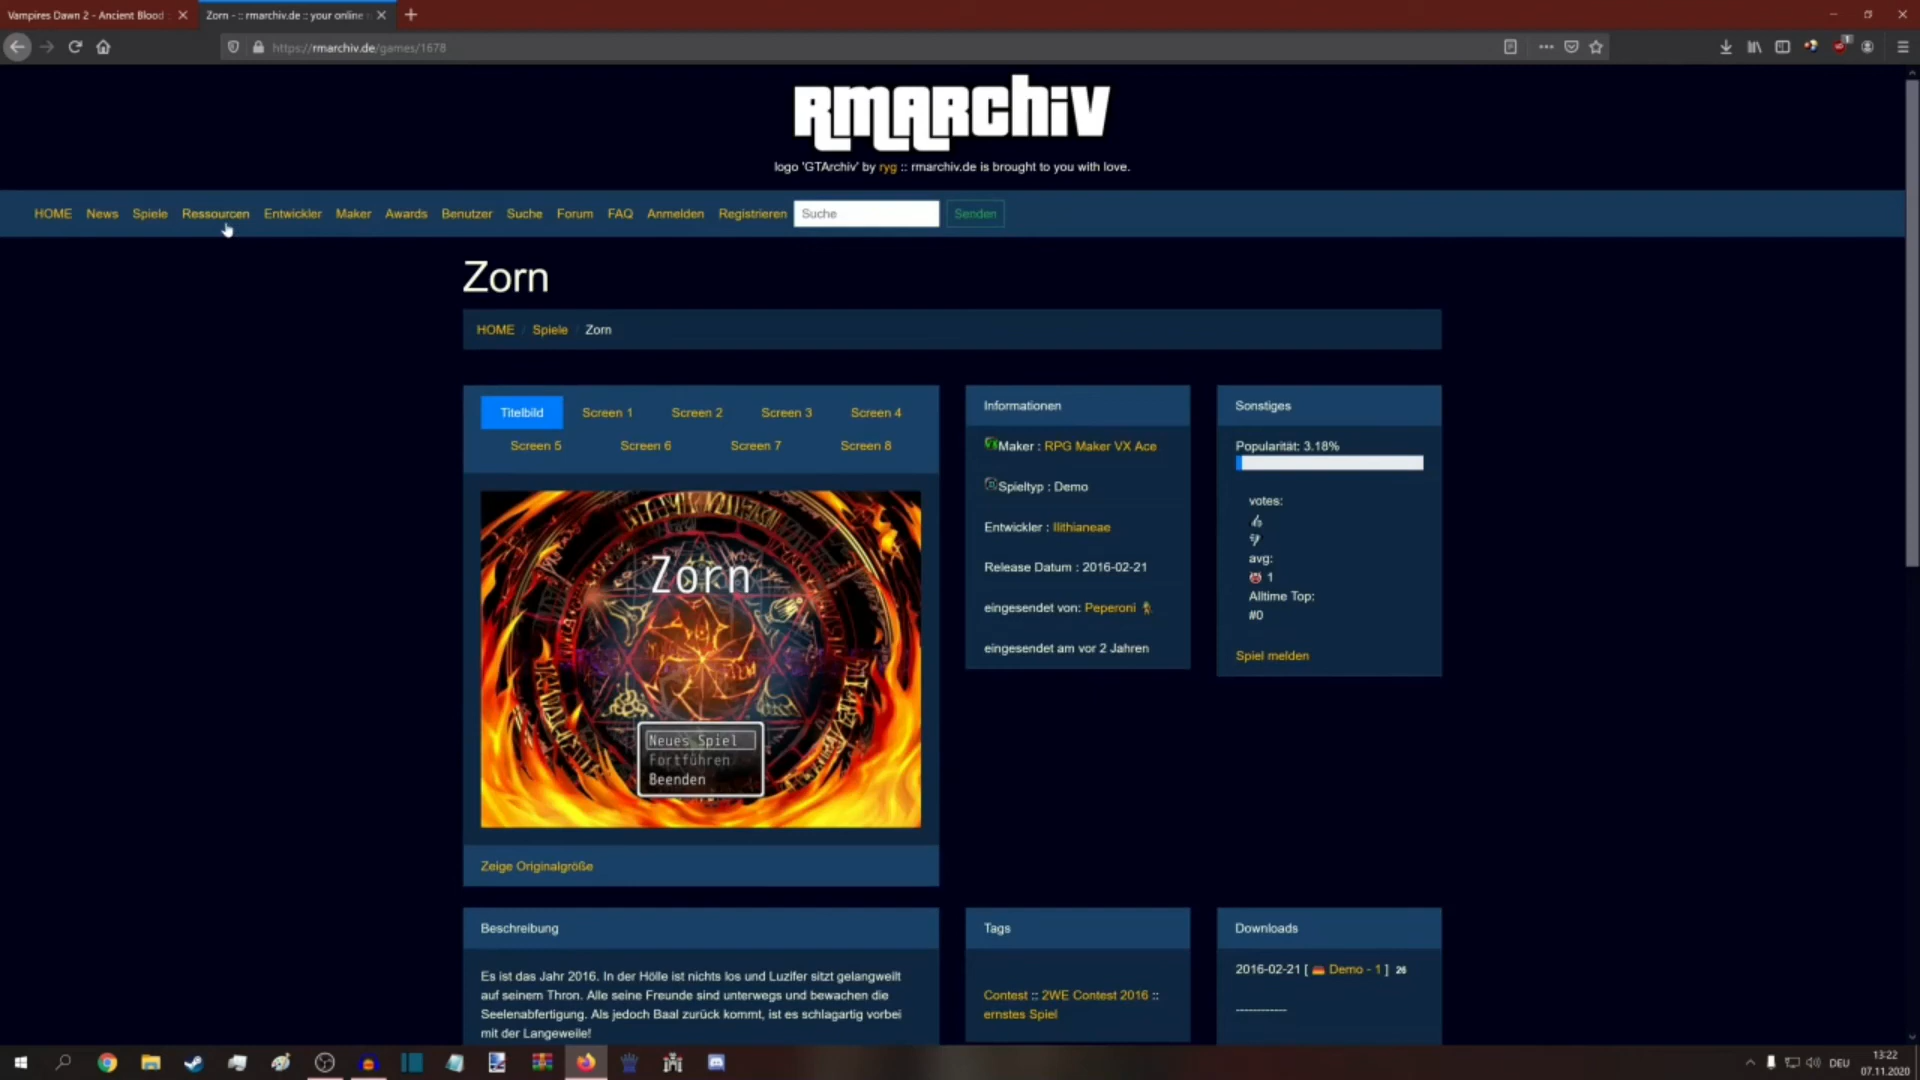 Vampires Dawn 2 - Ancient Blood
Zorn - :: rmarchiv.de :: your online
https://rmarchiv.de/games/1678
RMARCHIV
logo 'GTArchiv' by ryg :: rmarchiv.de is brought to you with love.
HOME News Spiele Ressourcen Entwickler Maker Awards Benutzer Suche Forum FAQ Anmelden Registrieren Suche Senden
Zorn
HOME / Spiele / Zorn
Titelbild Screen 1 Screen 2 Screen 3 Screen 4
Screen 5 Screen 6 Screen 7 Screen 8
Zorn
Neues Spiel
Fortführen
Beenden
Zeige Originalgröße
Informationen
Maker : RPG Maker VX Ace
Spieltyp : Demo
Entwickler : Ilithianeae
Release Datum : 2016-02-21
eingesendet von: Peperoni
eingesendet am vor 2 Jahren
Sonstiges
Popularität: 3.18%
votes:
avg:
1
Alltime Top:
#0
Spiel melden
Beschreibung
Es ist das Jahr 2016. In der Hölle ist nichts los und Luzifer sitzt gelangweilt
auf seinem Thron. Alle seine Freunde sind unterwegs und bewachen die
Seelenabfertigung. Als jedoch Baal zurück kommt, ist es schlagartig vorbei
mit der Langeweile!
Tags
Contest :: 2WE Contest 2016 ::
ernstes Spiel
Downloads
2016-02-21 [ Demo - 1 ] 26
------------
DEU
13:22
07.11.2020